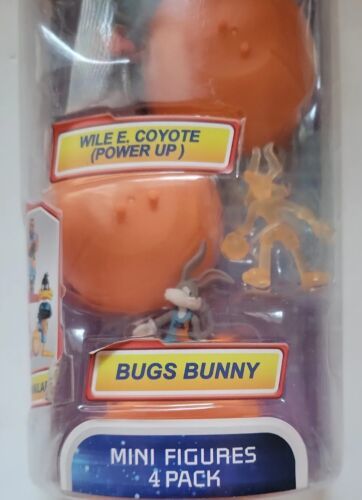 WILE E. COYOTE
(POWER UP)
BUGS BUNNY
MINI FIGURES
4 PACK